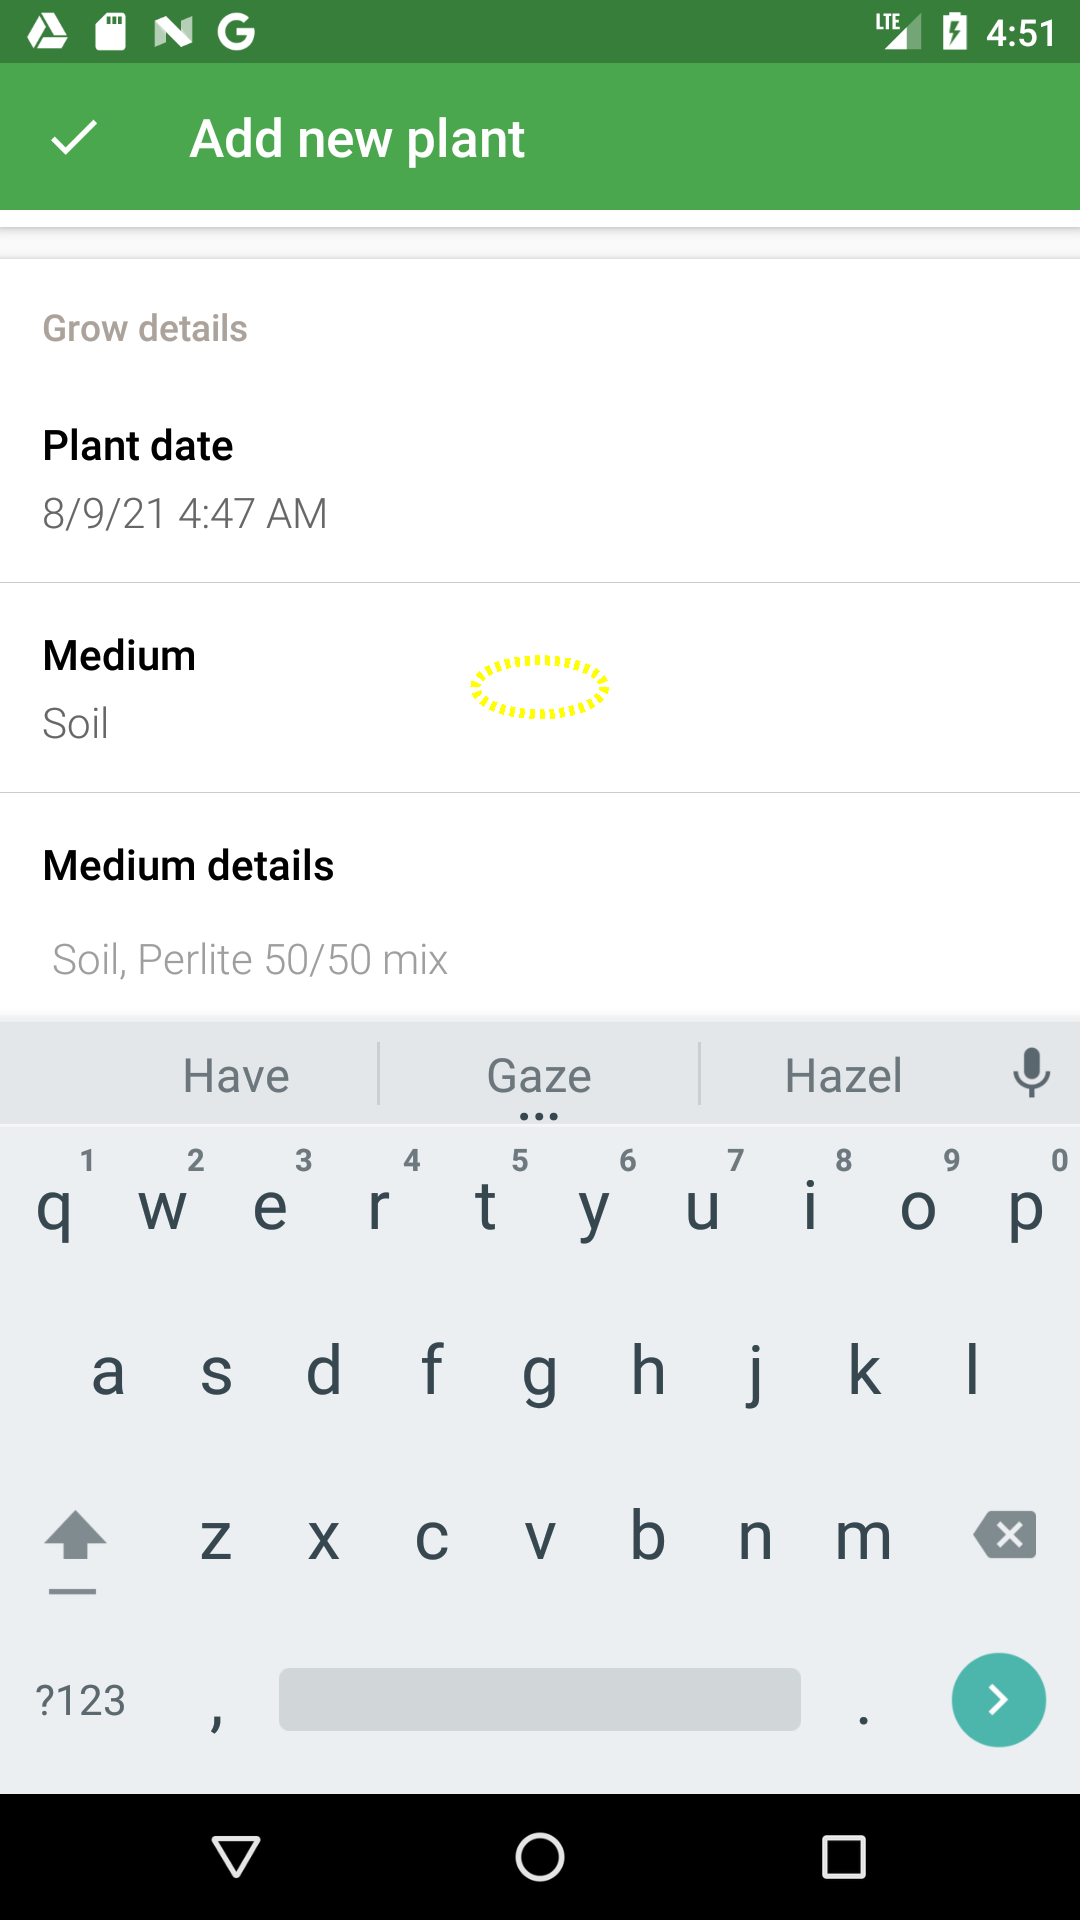 LTE 4:51
Add new plant
Grow details
Plant date
8/9/21 4:47 AM
Medium
Soil
Medium details
Soil, Perlite 50/50 mix
Have Gaze Hazel
1 2 3 4 5 6 7 8 9 0
q w e r t y u i o p
a s d f g h j k l
z x c v b n m
?123 , .